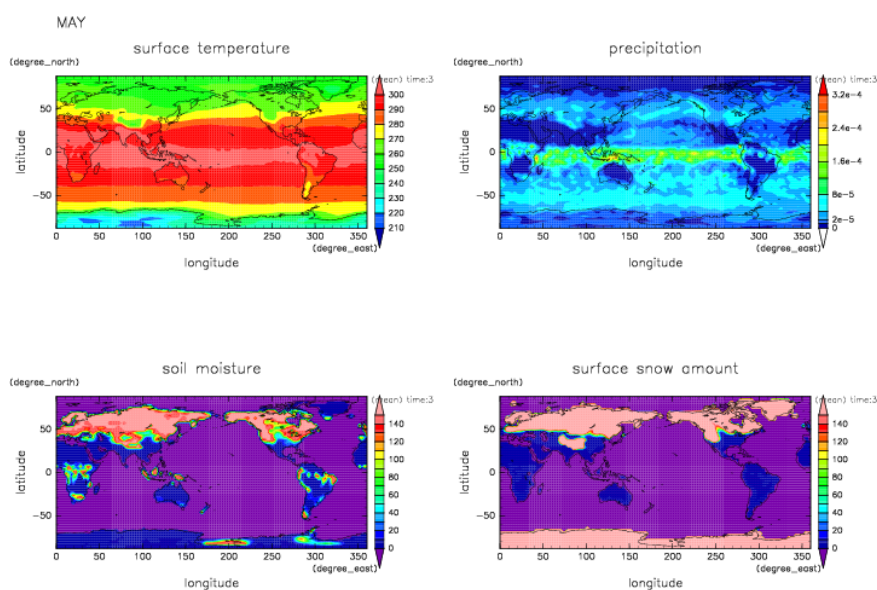 MAY
surface temperature
(degree_north)
(mean) time:3
latitude
50
0
−50
300
290
280
270
260
250
240
230
220
210
0
50
100
150
200
250
300
350
(degree_east)
longitude
precipitation
(degree_north)
(mean) time:3
latitude
50
0
−50
3.2e−4
2.4e−4
1.6e−4
8e−5
2e−5
0
0
50
100
150
200
250
300
350
(degree_east)
longitude
soil moisture
(degree_north)
(mean) time:3
latitude
50
0
−50
140
120
100
80
60
40
20
0
0
50
100
150
200
250
300
350
(degree_east)
longitude
surface snow amount
(degree_north)
(mean) time:3
latitude
50
0
−50
140
120
100
80
60
40
20
0
0
50
100
150
200
250
300
350
(degree_east)
longitude